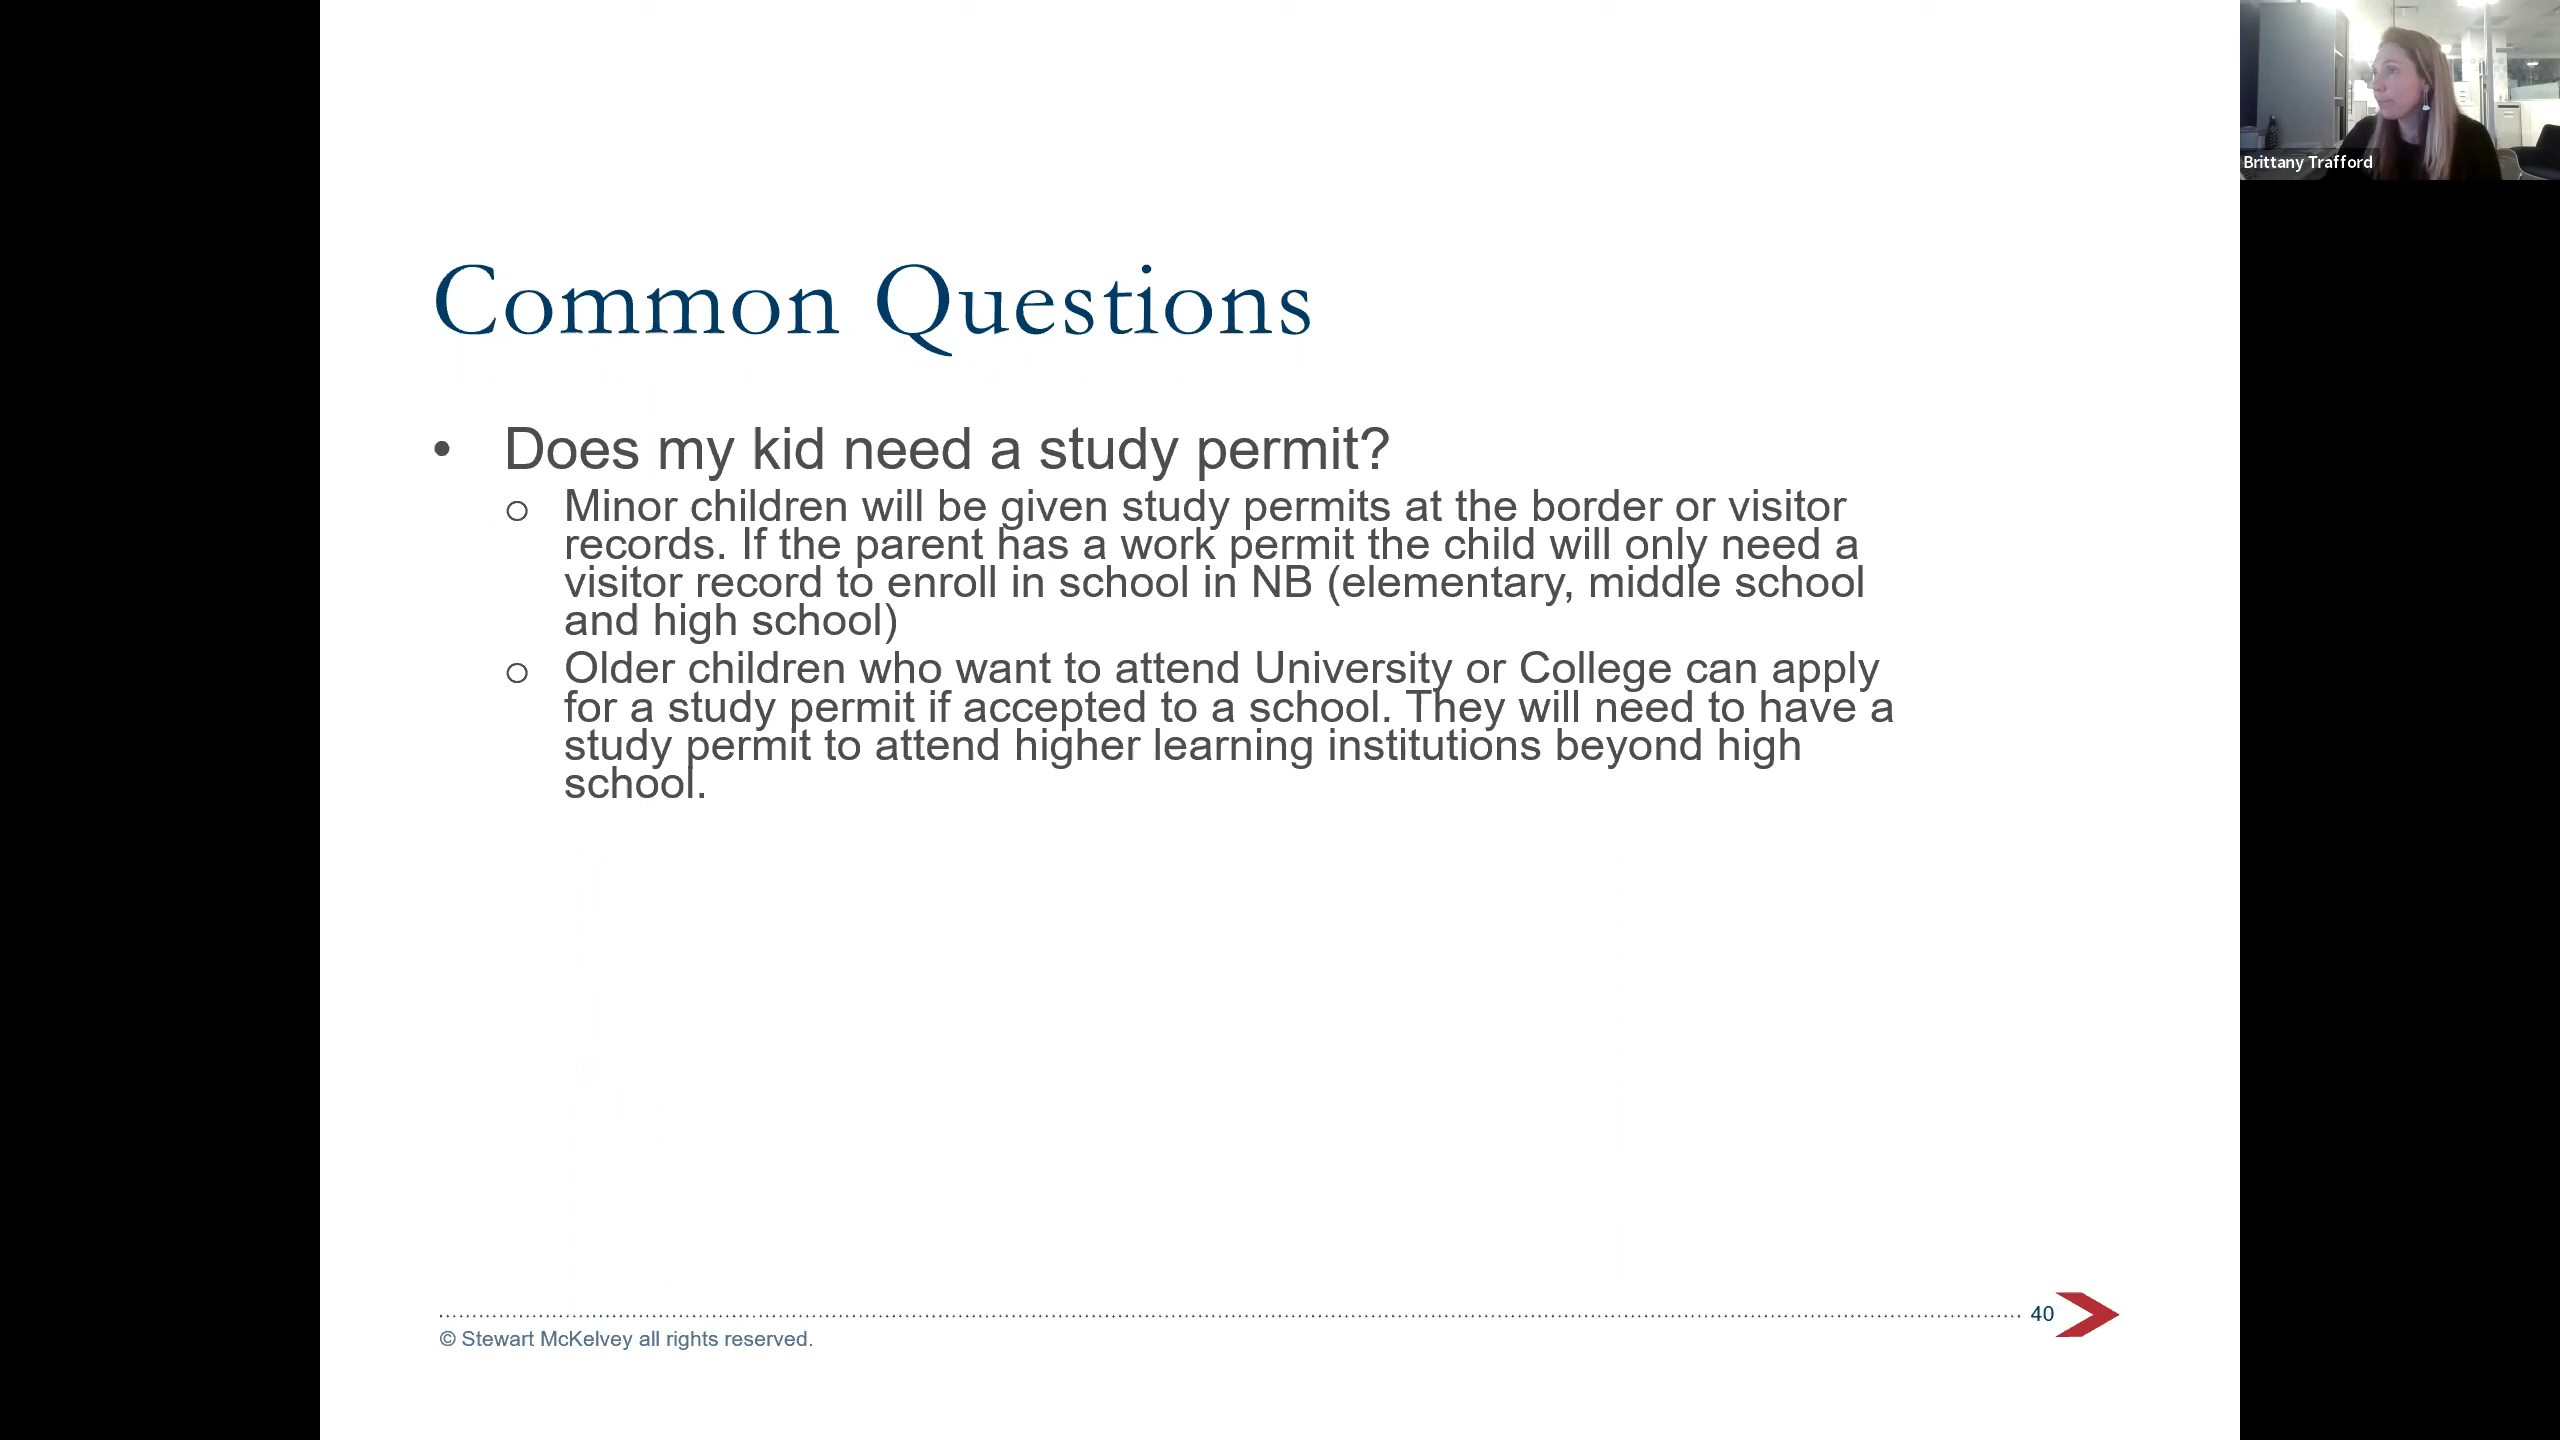 Brittany Trafford
Common Questions
• Does my kid need a study permit?
o Minor children will be given study permits at the border or visitor
records. If the parent has a work permit the child will only need a
visitor record to enroll in school in NB (elementary, middle school
and high school)
o Older children who want to attend University or College can apply
for a study permit if accepted to a school. They will need to have a
study permit to attend higher learning institutions beyond high
school.
40
© Stewart McKelvey all rights reserved.